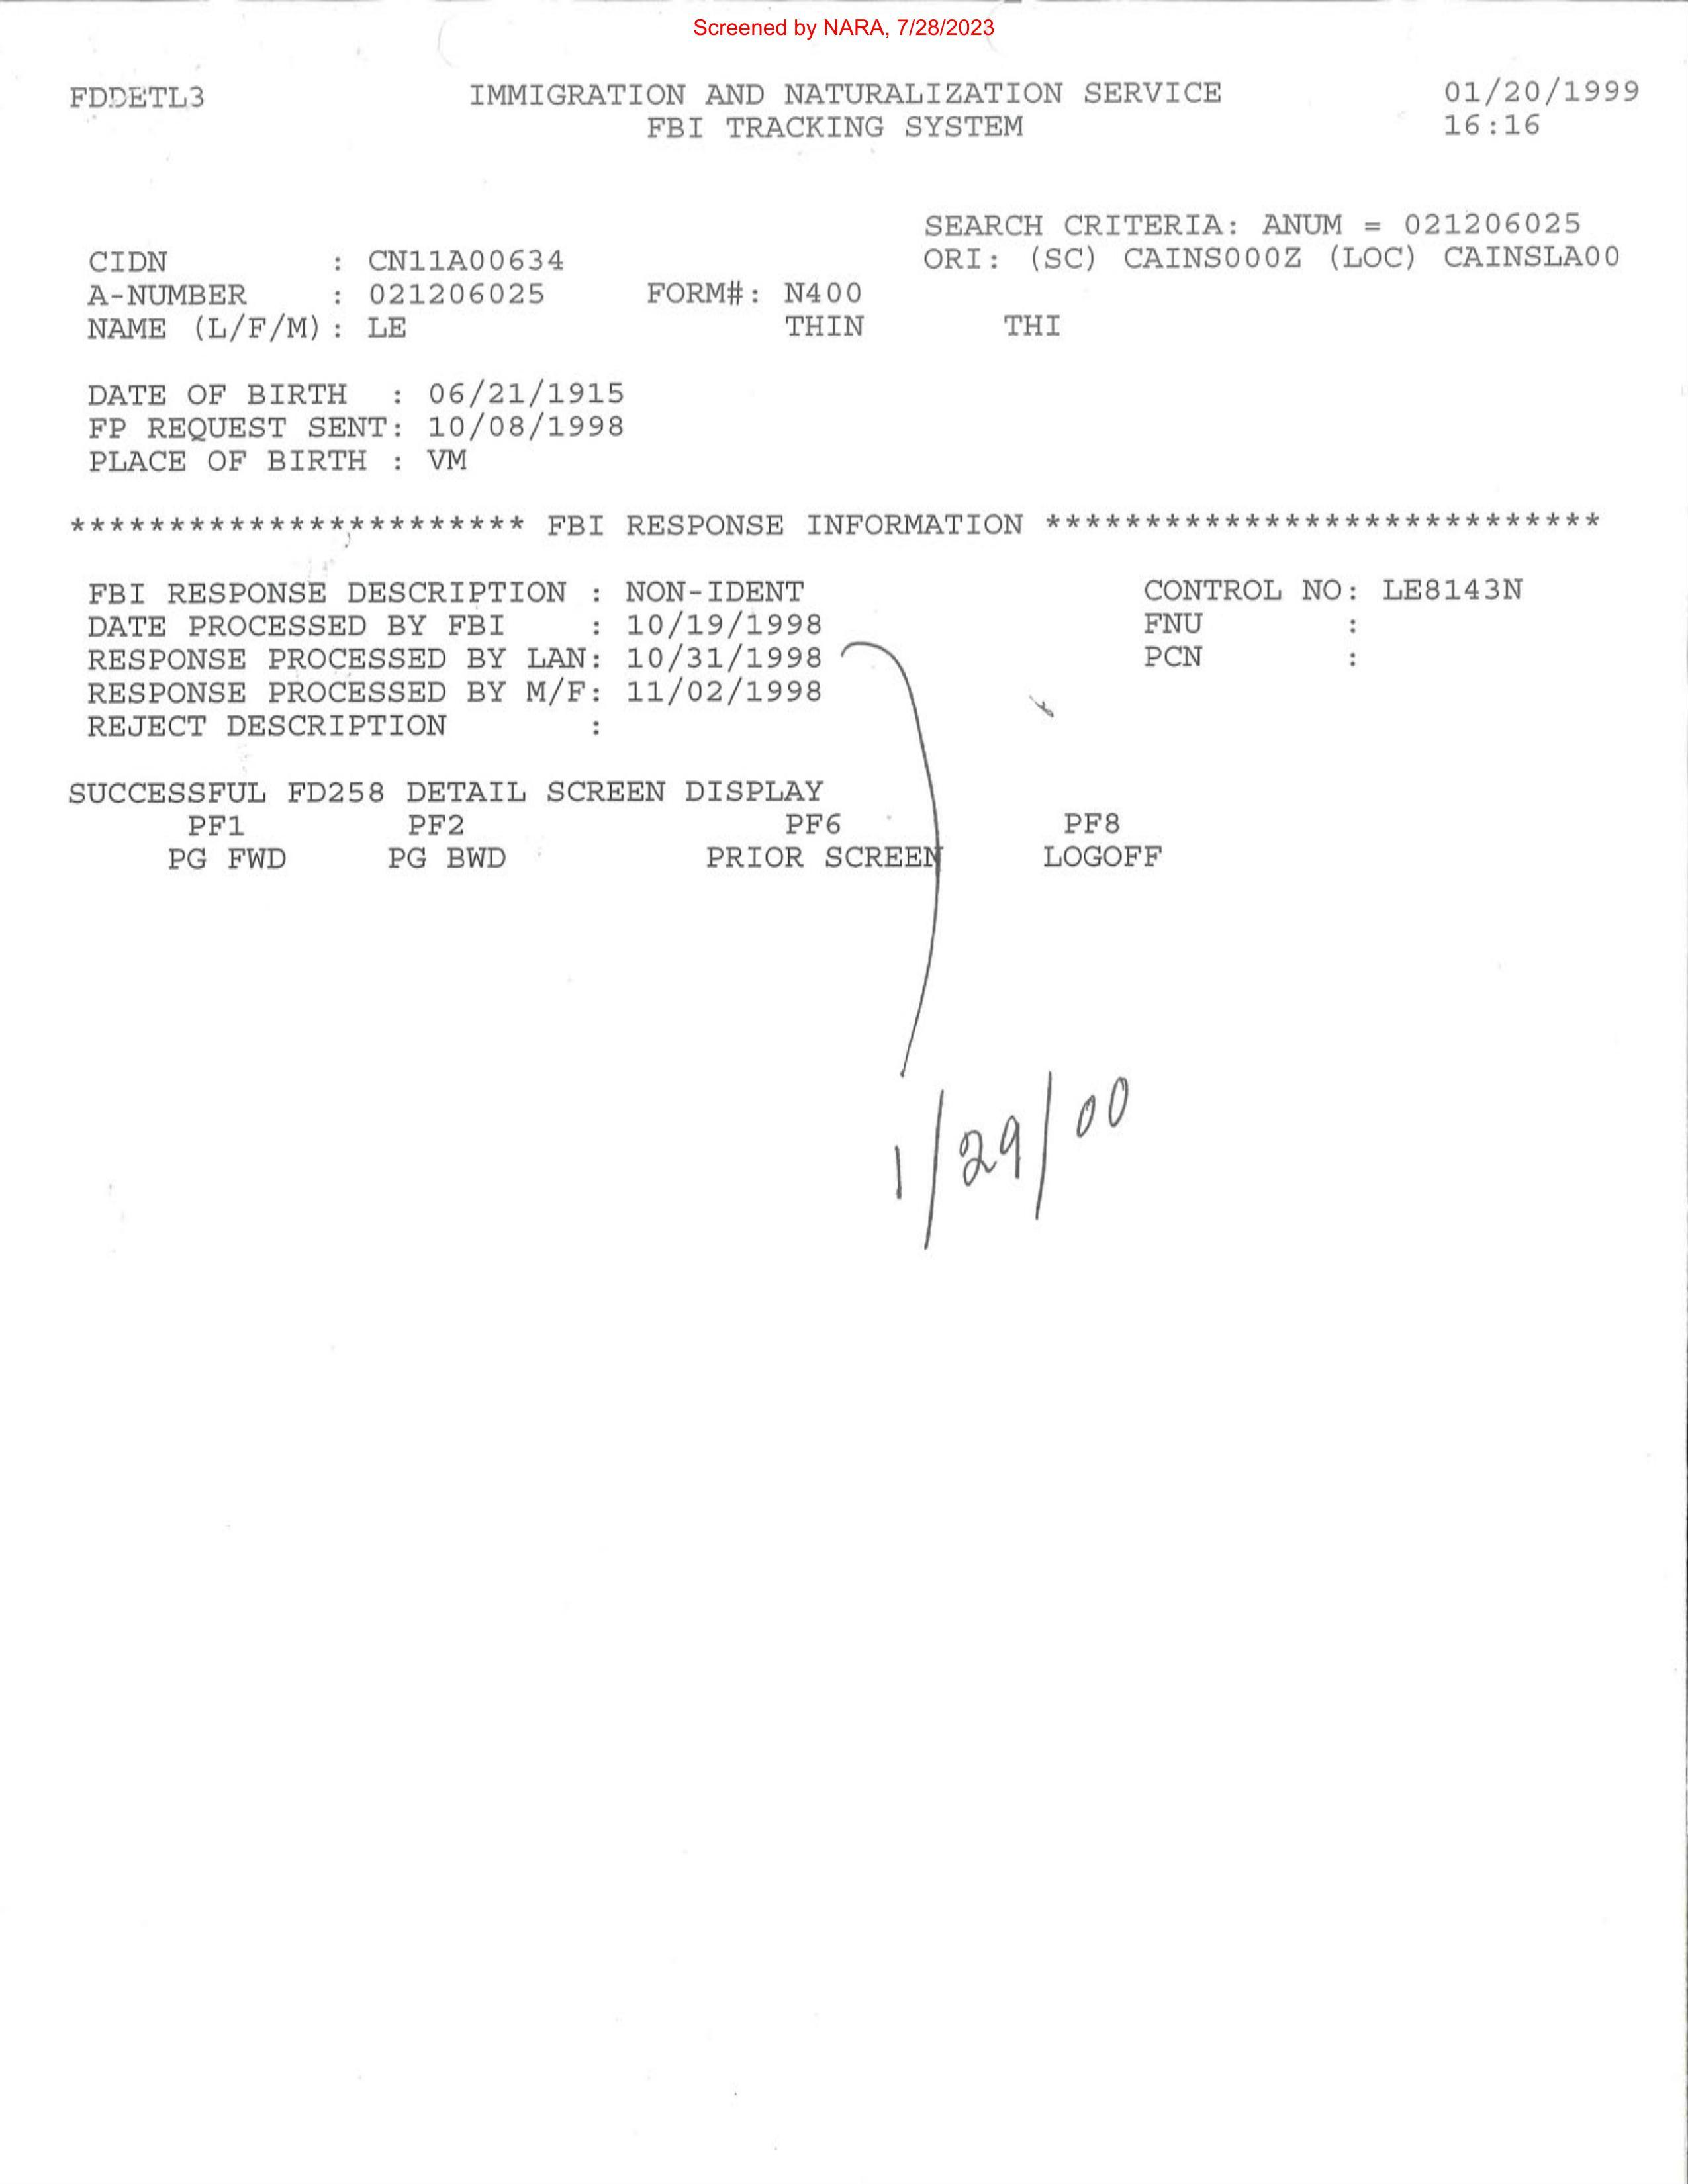 Screened by NARA, 7/28/2023
FDDETL3 IMMIGRATION AND NATURALIZATION SERVICE 01/20/1999
FBI TRACKING SYSTEM 16:16
SEARCH CRITERIA: ANUM = 021206025
CIDN : CN11A00634 ORI: (SC) CAINS000Z (LOC) CAINSLA00
A-NUMBER : 021206025 FORM#: N400
NAME (L/F/M): LE THIN THI
DATE OF BIRTH : 06/21/1915
FP REQUEST SENT: 10/08/1998
PLACE OF BIRTH : VM
*********************** FBI RESPONSE INFORMATION ****************************
FBI RESPONSE DESCRIPTION : NON-IDENT CONTROL NO: LE8143N
DATE PROCESSED BY FBI : 10/19/1998 FNU :
RESPONSE PROCESSED BY LAN: 10/31/1998 PCN :
RESPONSE PROCESSED BY M/F: 11/02/1998
REJECT DESCRIPTION :
SUCCESSFUL FD258 DETAIL SCREEN DISPLAY
PF1 PF2 PF6 PF8
PG FWD PG BWD PRIOR SCREEN LOGOFF
1/29/00